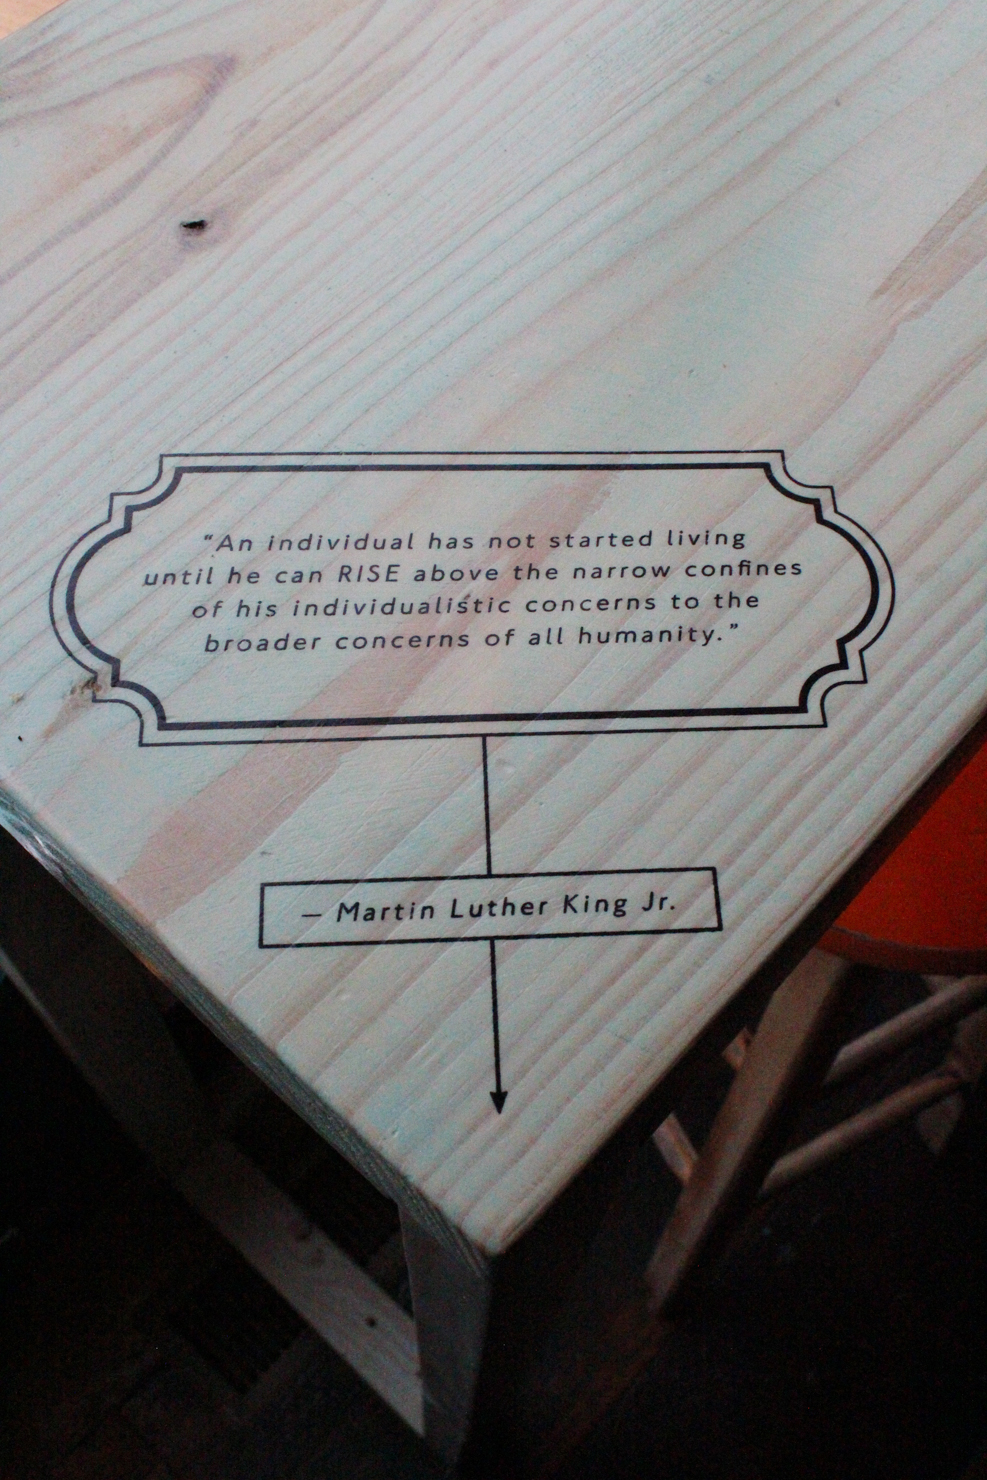 “An individual has not started living
until he can RISE above the narrow confines
of his individualistic concerns to the
broader concerns of all humanity.”
— Martin Luther King Jr.